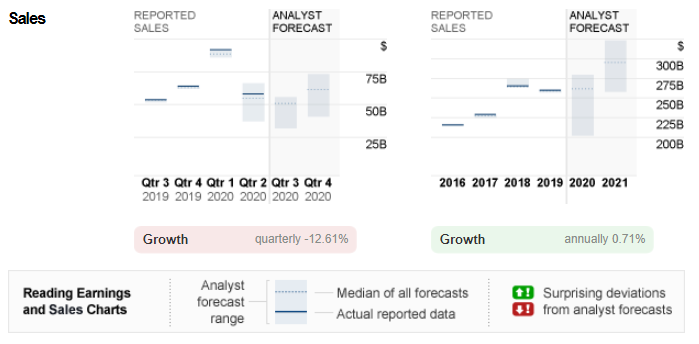 Sales
REPORTED
SALES
ANALYST
FORECAST
$
75B
50B
25B
Qtr 3 Qtr 4 Qtr 1 Qtr 2 Qtr 3 Qtr 4
2019 2019 2020 2020 2020 2020
Growth quarterly -12.61%
REPORTED
SALES
ANALYST
FORECAST
$
300B
275B
250B
225B
200B
2016 2017 2018 2019 2020 2021
Growth annually 0.71%
Reading Earnings
and Sales Charts
Analyst
forecast
range
Median of all forecasts
Actual reported data
Surprising deviations
from analyst forecasts